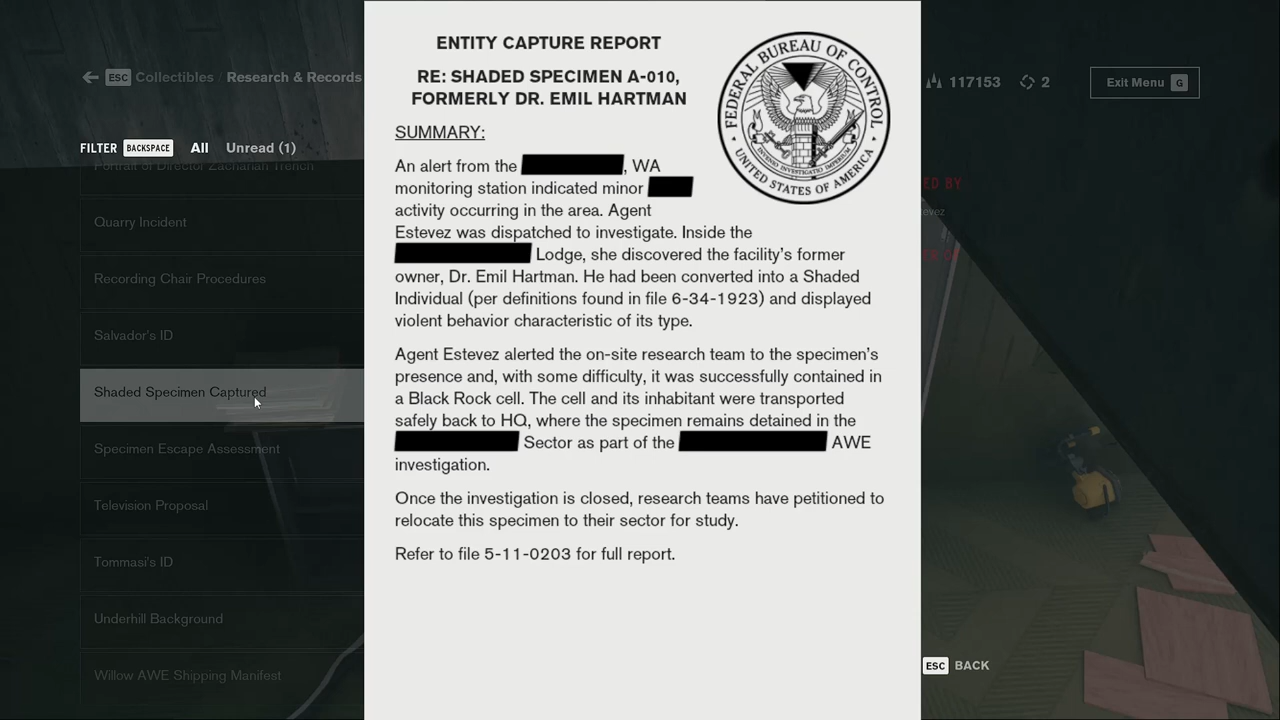 ESC Collectibles / Research & Records
117153
2
Exit Menu G
FILTER BACKSPACE All Unread (1)
Portrait of Director Zachariah Trench
Quarry Incident
Recording Chair Procedures
Salvador's ID
Shaded Specimen Captured
Specimen Escape Assessment
Television Proposal
Tommasi's ID
Underhill Background
Willow AWE Shipping Manifest
ENTITY CAPTURE REPORT
RE: SHADED SPECIMEN A-010,
FORMERLY DR. EMIL HARTMAN
FEDERAL BUREAU OF CONTROL
UNITED STATES OF AMERICA
SUMMARY:
An alert from the , WA
monitoring station indicated minor
activity occurring in the area. Agent
Estevez was dispatched to investigate. Inside the
Lodge, she discovered the facility's former
owner, Dr. Emil Hartman. He had been converted into a Shaded
Individual (per definitions found in file 6-34-1923) and displayed
violent behavior characteristic of its type.
Agent Estevez alerted the on-site research team to the specimen's
presence and, with some difficulty, it was successfully contained in
a Black Rock cell. The cell and its inhabitant were transported
safely back to HQ, where the specimen remains detained in the
Sector as part of the AWE
investigation.
Once the investigation is closed, research teams have petitioned to
relocate this specimen to their sector for study.
Refer to file 5-11-0203 for full report.
ED BY
tevez
ESC BACK